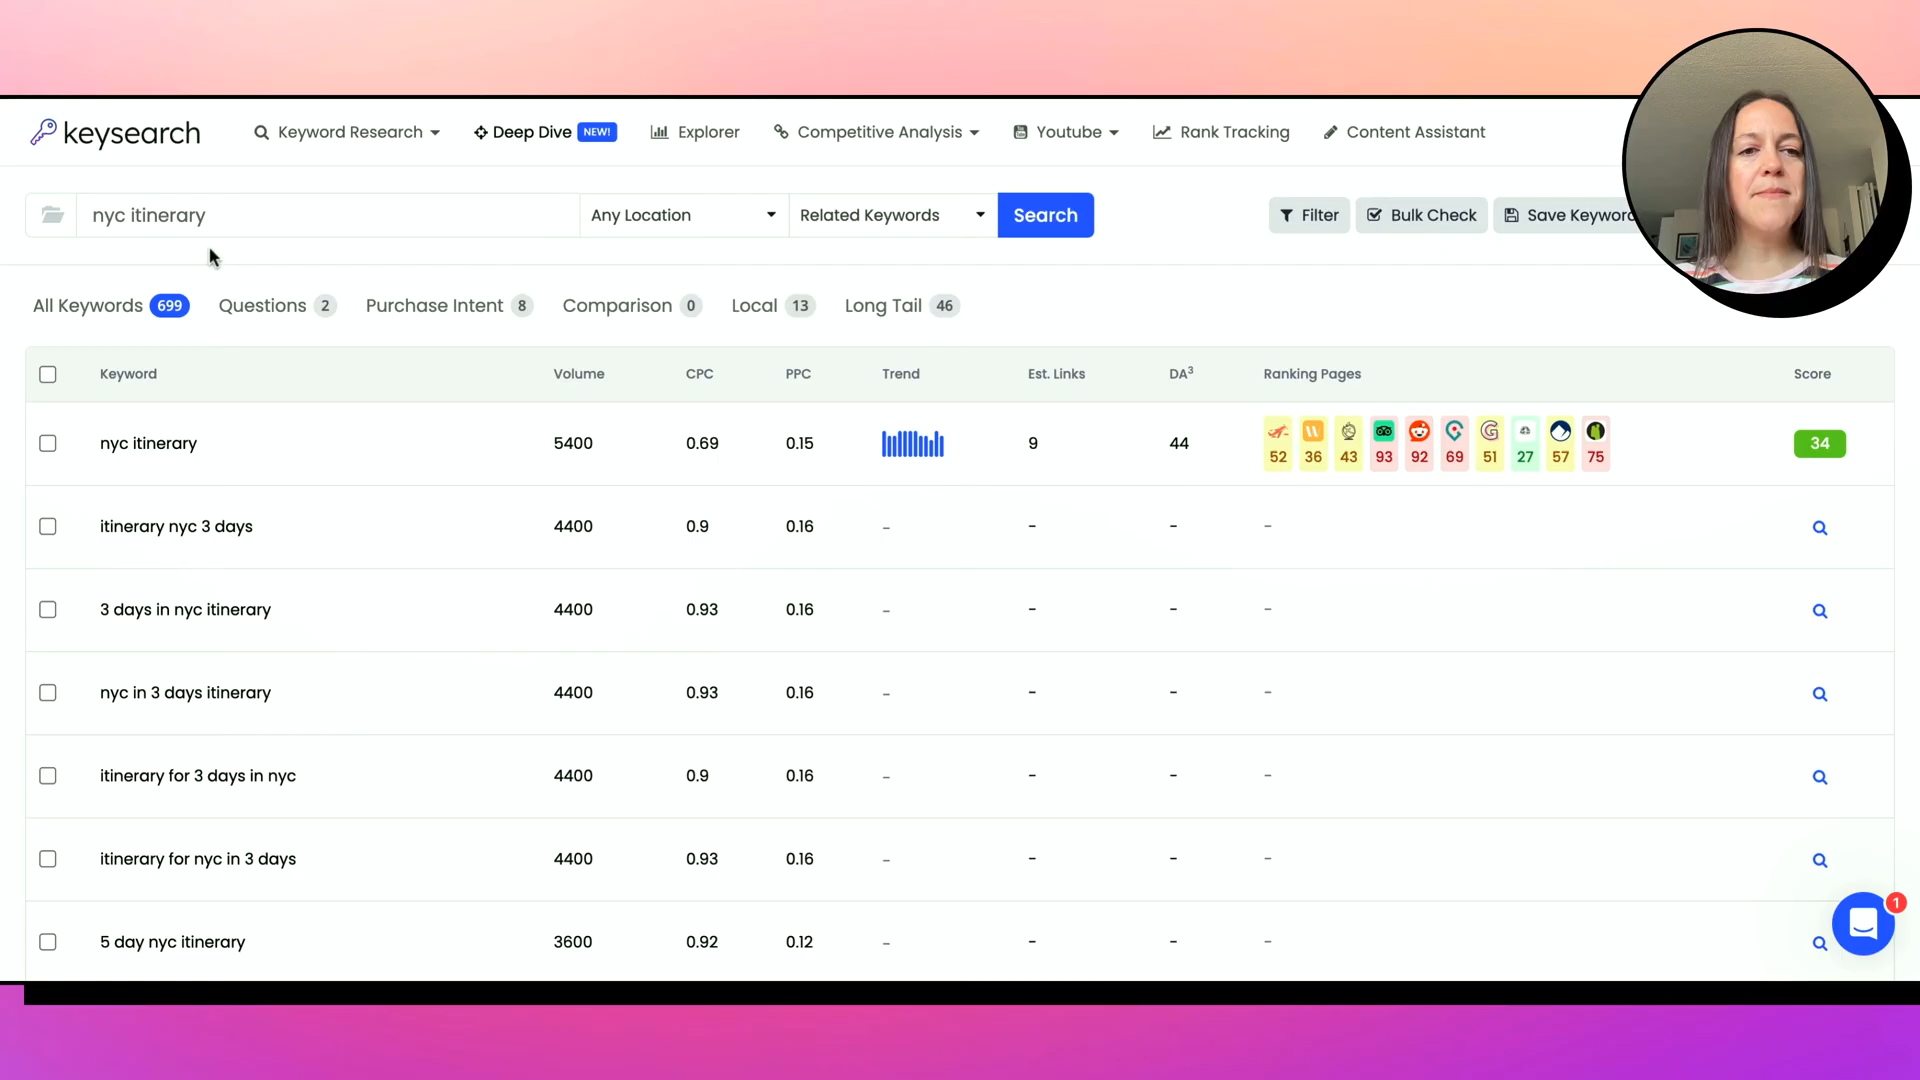 keysearch Keyword Research Deep Dive NEW! Explorer Competitive Analysis Youtube Rank Tracking Content Assistant
nyc itinerary Any Location Related Keywords Search Filter Bulk Check Save Keywor
All Keywords 699 Questions 2 Purchase Intent 8 Comparison 0 Local 13 Long Tail 46
Keyword Volume CPC PPC Trend Est. Links DA3 Ranking Pages Score
nyc itinerary 5400 0.69 0.15 9 44 52 36 43 93 92 69 51 27 57 75 34
itinerary nyc 3 days 4400 0.9 0.16 - - - -
3 days in nyc itinerary 4400 0.93 0.16 - - - -
nyc in 3 days itinerary 4400 0.93 0.16 - - - -
itinerary for 3 days in nyc 4400 0.9 0.16 - - - -
itinerary for nyc in 3 days 4400 0.93 0.16 - - - -
1
5 day nyc itinerary 3600 0.92 0.12 - - - -